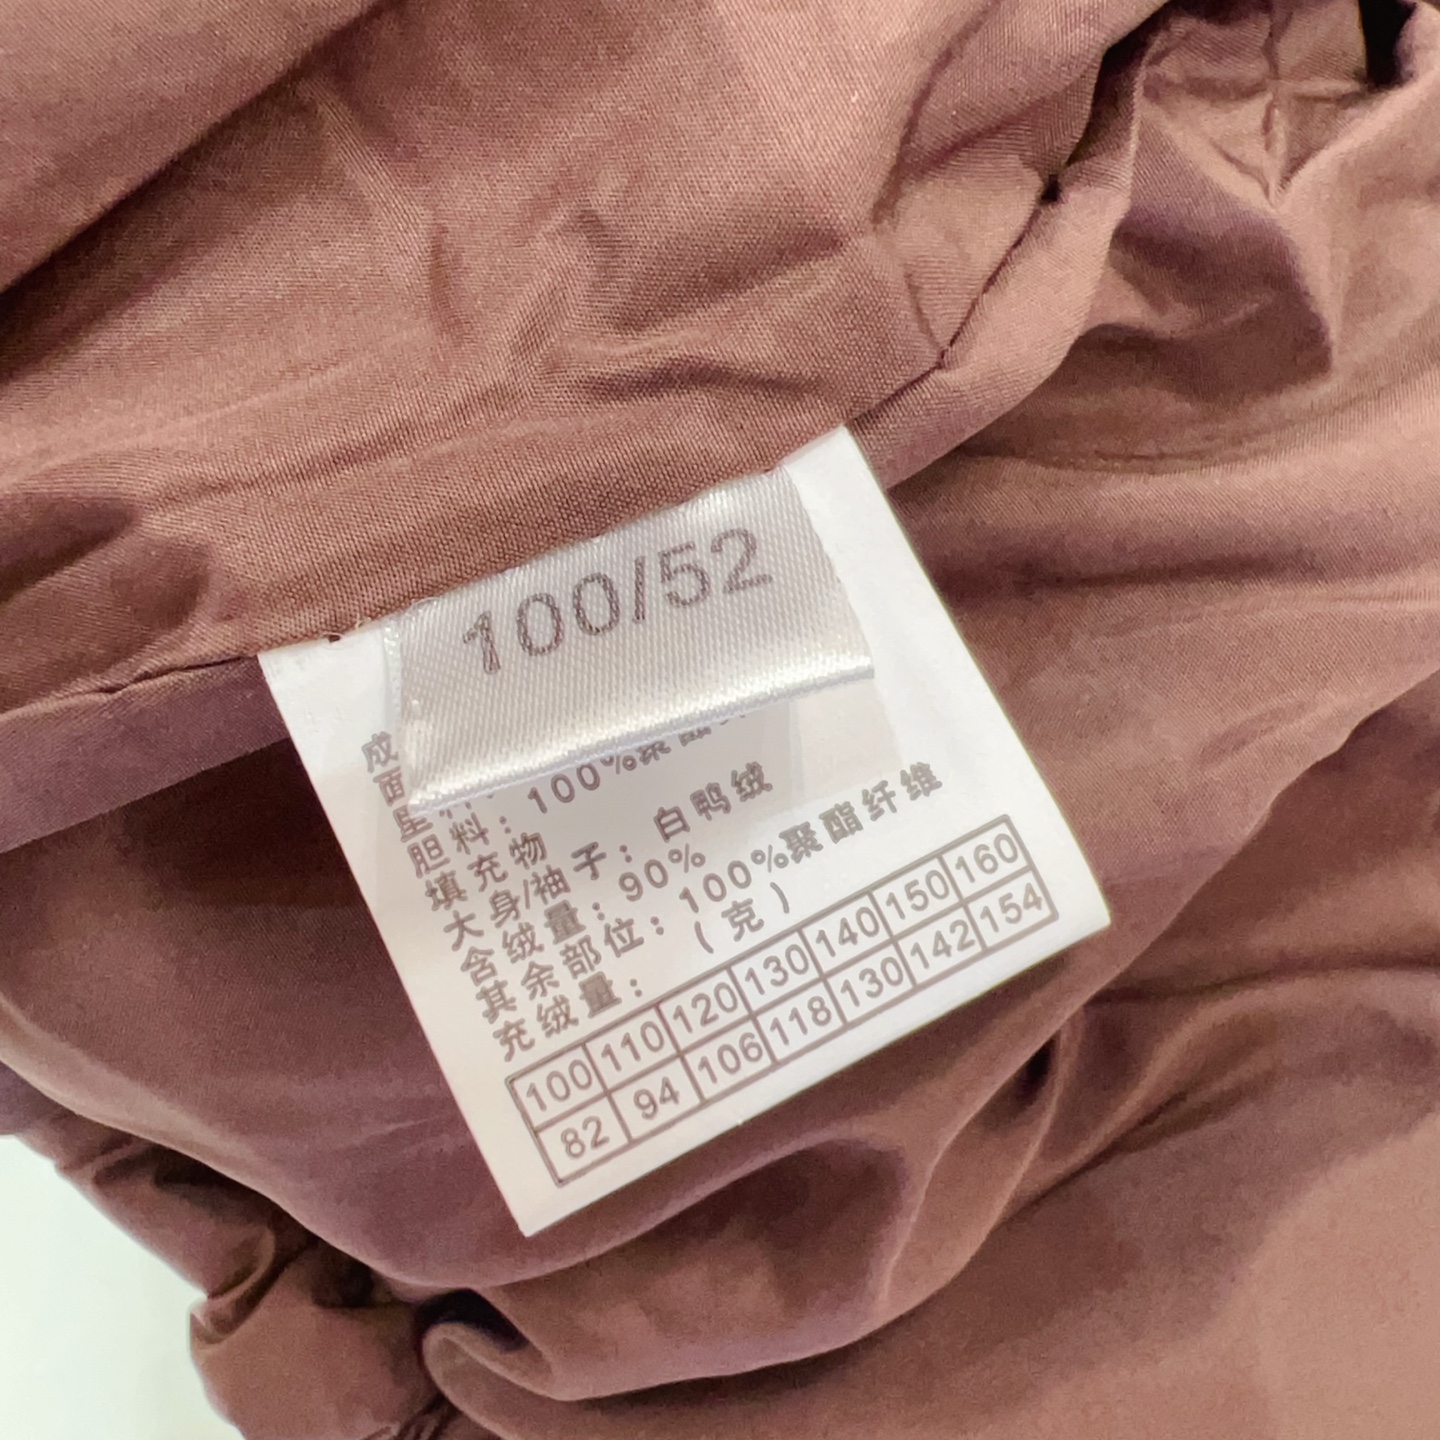 100/52
成
面
里
胆料：100%聚酯
填充物
大身/袖子：白鸭绒
含绒量：90%
其余部位：100%聚酯纤维
充绒量：（克）
100 110 120 130 140 150 160
82 94 106 118 130 142 154